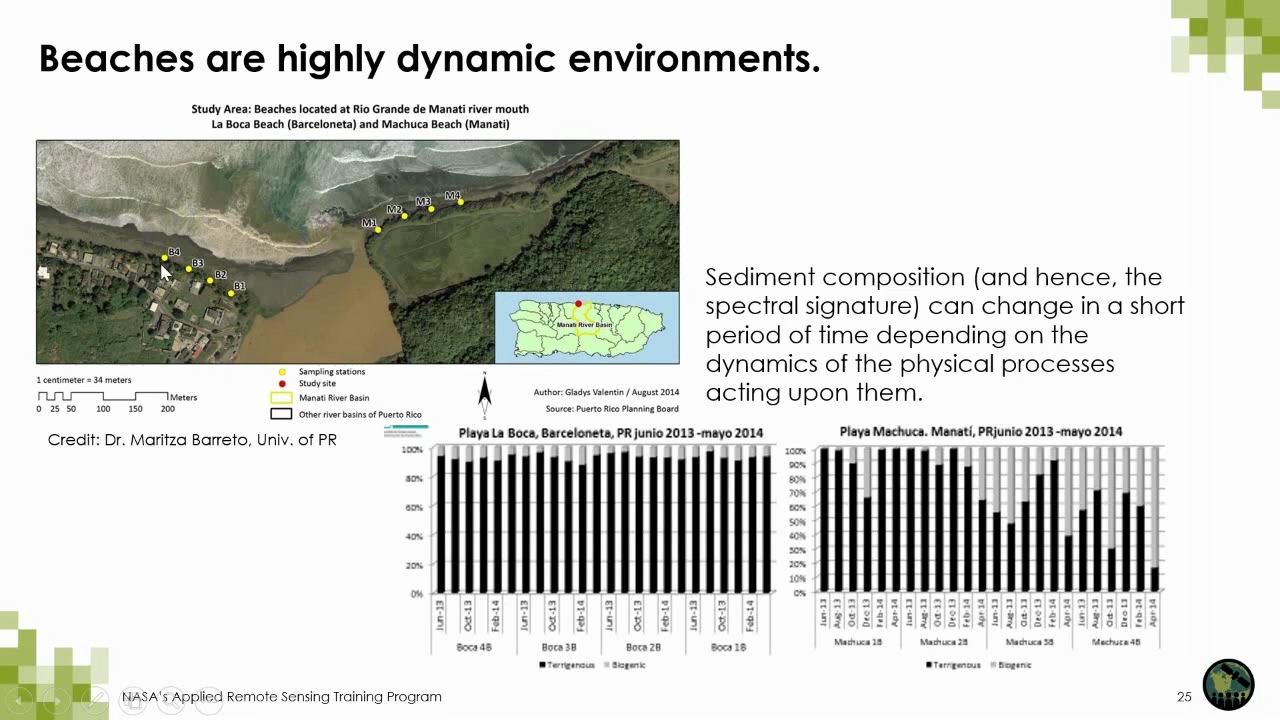 Beaches are highly dynamic environments.
Study Area: Beaches located at Rio Grande de Manati river mouth
La Boca Beach (Barceloneta) and Machuca Beach (Manati)
M4
M3
M2
M1
B4
B3
B2
B1
Manati River Basin
1 centimeter = 34 meters
Meters
0 25 50 100 150 200
Sampling stations
Study site
Manati River Basin
Other river basins of Puerto Rico
N
S
Author: Gladys Valentin / August 2014
Source: Puerto Rico Planning Board
Credit: Dr. Maritza Barreto, Univ. of PR
Sediment composition (and hence, the
spectral signature) can change in a short
period of time depending on the
dynamics of the physical processes
acting upon them.
Playa La Boca, Barceloneta, PR junio 2013 -mayo 2014
100%
80%
60%
40%
20%
0%
Jun-13 Oct-13 Feb-14 Jun-13 Oct-13 Feb-14 Jun-13 Oct-13 Feb-14 Jun-13 Oct-13 Feb-14
Boca 4B Boca 3B Boca 2B Boca 1B
Terrigenous Biogenic
Playa Machuca. Manatí, PRjunio 2013 -mayo 2014
100%
90%
80%
70%
60%
50%
40%
30%
20%
10%
0%
Jun-13 Aug-13 Oct-13 Dec-13 Feb-14 Apr-14 Jun-13 Aug-13 Oct-13 Dec-13 Feb-14 Apr-14 Jun-13 Aug-13 Oct-13 Dec-13 Feb-14 Apr-14 Jun-13 Aug-13 Oct-13 Dec-13 Feb-14 Apr-14
Machuca 1B Machuca 2B Machuca 3B Machuca 4B
Terrigenous Biogenic
NASA's Applied Remote Sensing Training Program
25